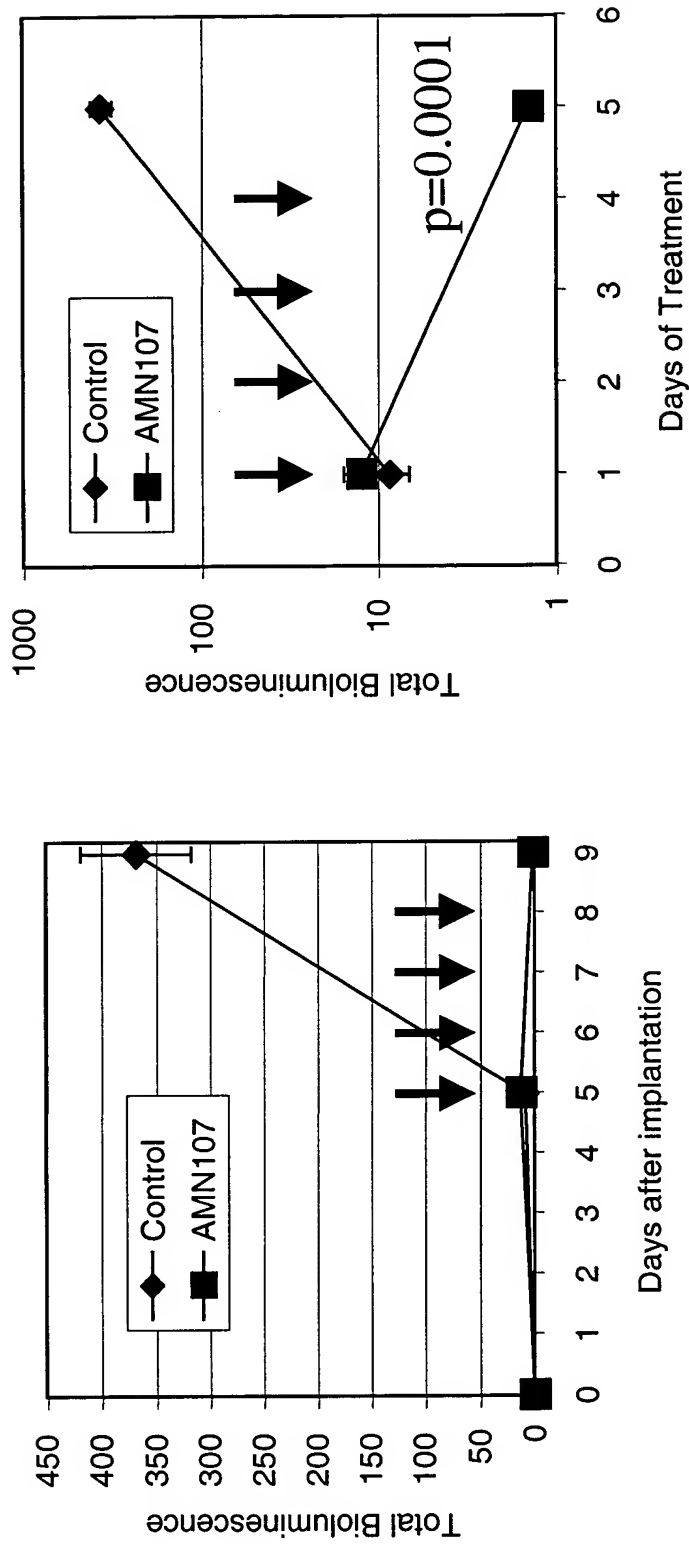 Total Bioluminescence
450
400
350
300
250
200
150
100
50
0
Control
AMN107
0 1 2 3 4 5 6 7 8 9
Days after implantation
Total Bioluminescence
1000
100
10
1
Control
AMN107
p=0.0001
0 1 2 3 4 5 6
Days of Treatment